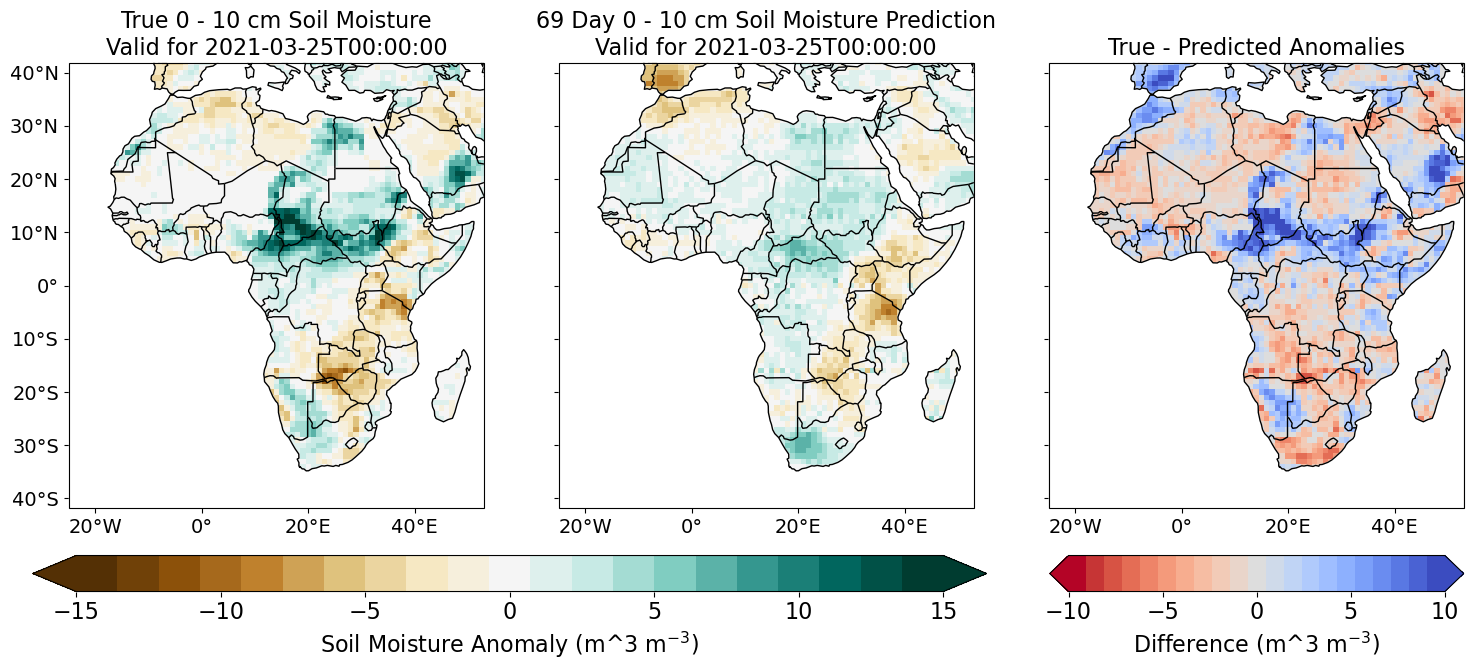 True 0 - 10 cm Soil Moisture
Valid for 2021-03-25T00:00:00
69 Day 0 - 10 cm Soil Moisture Prediction
Valid for 2021-03-25T00:00:00
True - Predicted Anomalies
40°N
30°N
20°N
10°N
0°
10°S
20°S
30°S
40°S
20°W 0° 20°E 40°E
20°W 0° 20°E 40°E
20°W 0° 20°E 40°E
−15 −10 −5 0 5 10 15
Soil Moisture Anomaly (m^3 m⁻³)
−10 −5 0 5 10
Difference (m^3 m⁻³)